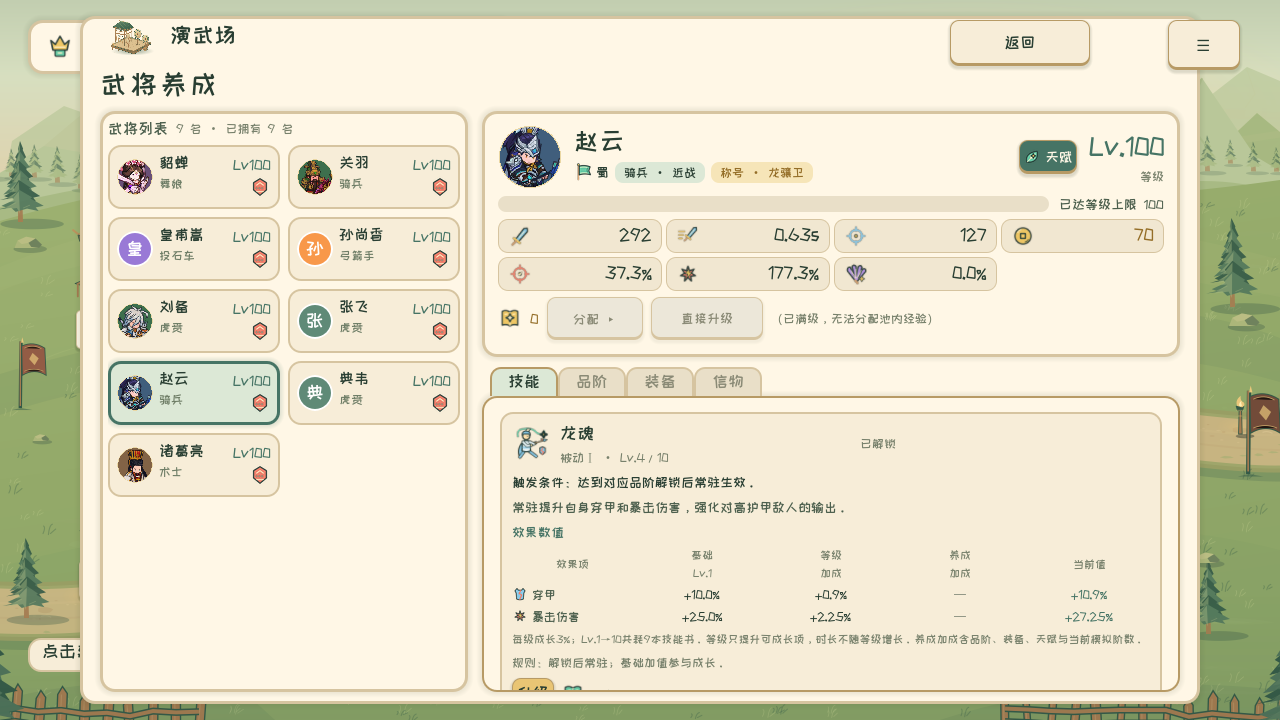 演武场
返回
☰
武将养成
武将列表 9 名 · 已拥有 9 名
貂蝉 Lv100
舞娘
关羽 Lv100
骑兵
皇
皇甫嵩 Lv100
投石车
孙
孙尚香 Lv100
弓箭手
刘备 Lv100
虎贲
张
张飞 Lv100
虎贲
赵云 Lv100
骑兵
典
典韦 Lv100
虎贲
诸葛亮 Lv100
术士
赵云
蜀 骑兵 · 近战 称号 · 龙骧卫
天赋
Lv.100
等级
已达等级上限 100
292 0.635 127 70
37.3% 177.3% 0.0%
0 分配 ▸ 直接升级 (已满级，无法分配池内经验)
技能 品阶 装备 信物
龙魂
被动Ⅰ · Lv.4 / 10
已解锁
触发条件：达到对应品阶解锁后常驻生效。
常驻提升自身穿甲和暴击伤害，强化对高护甲敌人的输出。
效果数值
效果项 基础 Lv.1 等级加成 养成加成 当前值
穿甲 +10.0% +0.9% — +10.9%
暴击伤害 +25.0% +2.25% — +27.25%
每级成长3%；Lv.1→10共耗9本技能书。等级只提升可成长项，时长不随等级增长。养成加成含品阶、装备、天赋与当前模拟阶数。
规则：解锁后常驻；基础加值参与成长。
升级
点击